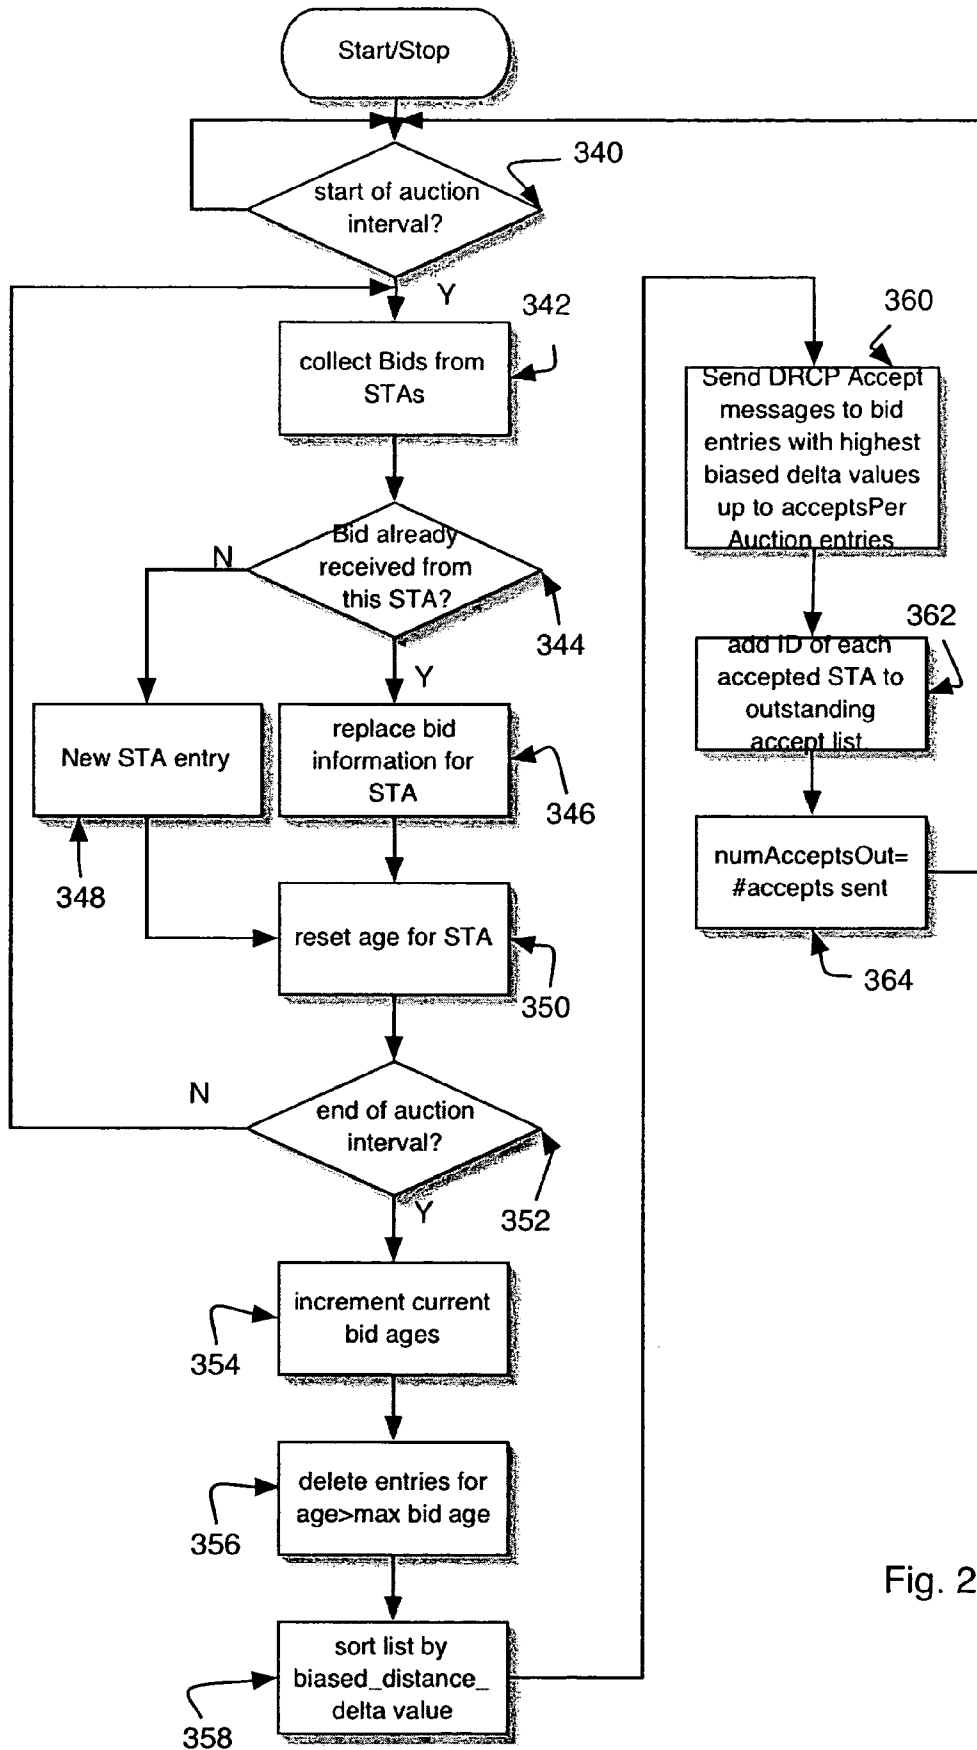 Start/Stop
340
start of auction
interval?
Y
342
collect Bids from
STAs
N
Bid already
received from
this STA?
344
Y
New STA entry
348
replace bid
information for
STA
346
reset age for STA
350
N
end of auction
interval?
352
Y
increment current
bid ages
354
delete entries for
age>max bid age
356
sort list by
biased_distance_
delta value
358
360
Send DRCP Accept
messages to bid
entries with highest
biased delta values
up to acceptsPer
Auction entries
362
add ID of each
accepted STA to
outstanding
accept list
numAcceptsOut=
#accepts sent
364
Fig. 2